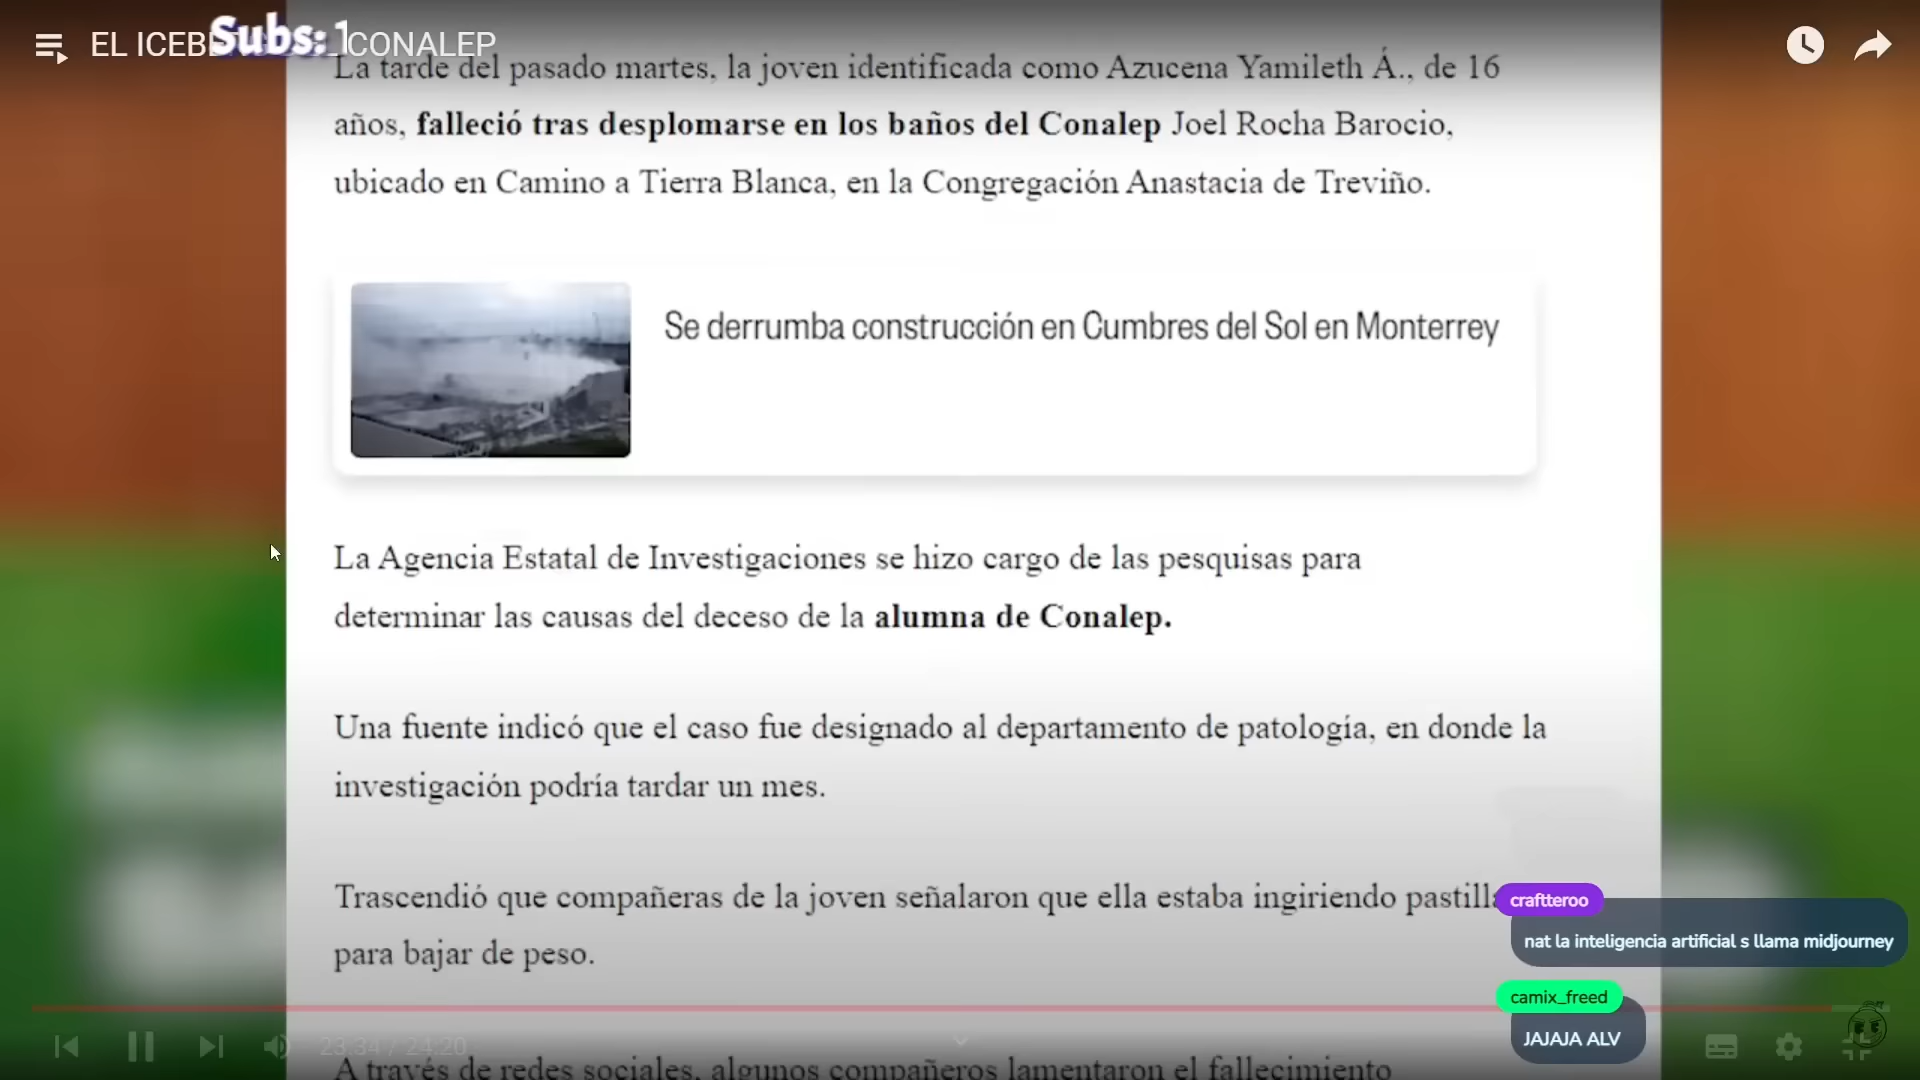 EL ICEBE
Subs: 1
CONALEP
La tarde del pasado martes, la joven identificada como Azucena Yamileth Á., de 16
años, falleció tras desplomarse en los baños del Conalep Joel Rocha Barocio,
ubicado en Camino a Tierra Blanca, en la Congregación Anastacia de Treviño.
Se derrumba construcción en Cumbres del Sol en Monterrey
La Agencia Estatal de Investigaciones se hizo cargo de las pesquisas para
determinar las causas del deceso de la alumna de Conalep.
Una fuente indicó que el caso fue designado al departamento de patología, en donde la
investigación podría tardar un mes.
Trascendió que compañeras de la joven señalaron que ella estaba ingiriendo pastilla
para bajar de peso.
craftteroo
nat la inteligencia artificial s llama midjourney
camix_freed
JAJAJA ALV
23:34 / 24:20
A través de redes sociales, algunos compañeros lamentaron el fallecimiento